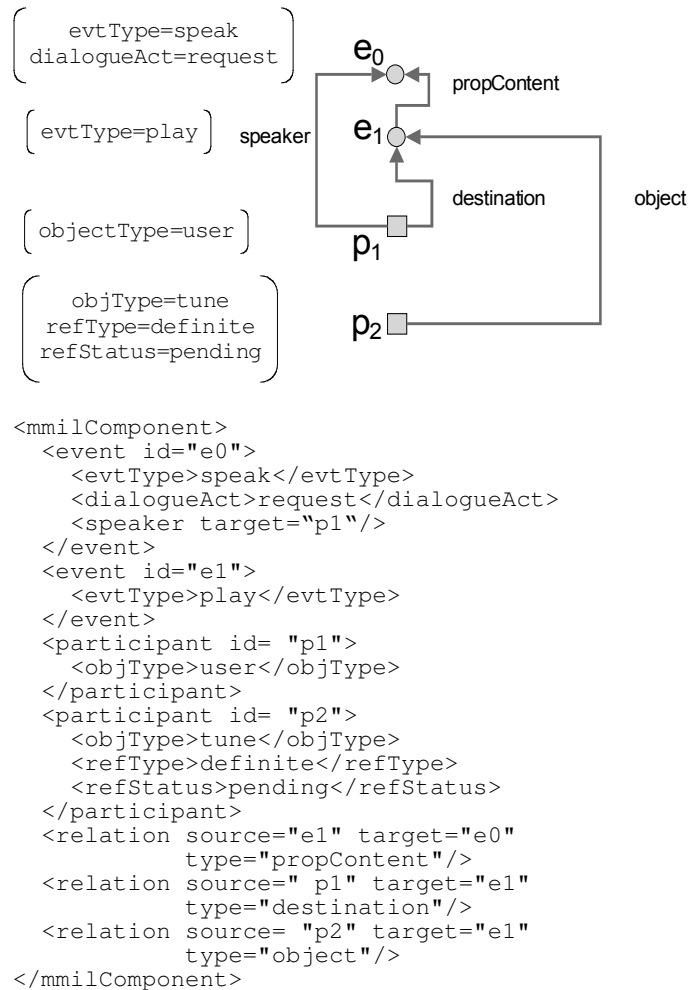 evtType=speak
dialogueAct=request
e0
propContent
evtType=play
speaker
e1
destination
object
objectType=user
p1
objType=tune
refType=definite
refStatus=pending
p2
<mmilComponent>
  <event id="e0">
    <evtType>speak</evtType>
    <dialogueAct>request</dialogueAct>
    <speaker target=“p1“/>
  </event>
  <event id="e1">
    <evtType>play</evtType>
  </event>
  <participant id= "p1">
    <objType>user</objType>
  </participant>
  <participant id= "p2">
    <objType>tune</objType>
    <refType>definite</refType>
    <refStatus>pending</refStatus>
  </participant>
  <relation source="e1" target="e0"
            type="propContent"/>
  <relation source=" p1" target="e1"
            type="destination"/>
  <relation source= "p2" target="e1"
            type="object"/>
</mmilComponent>